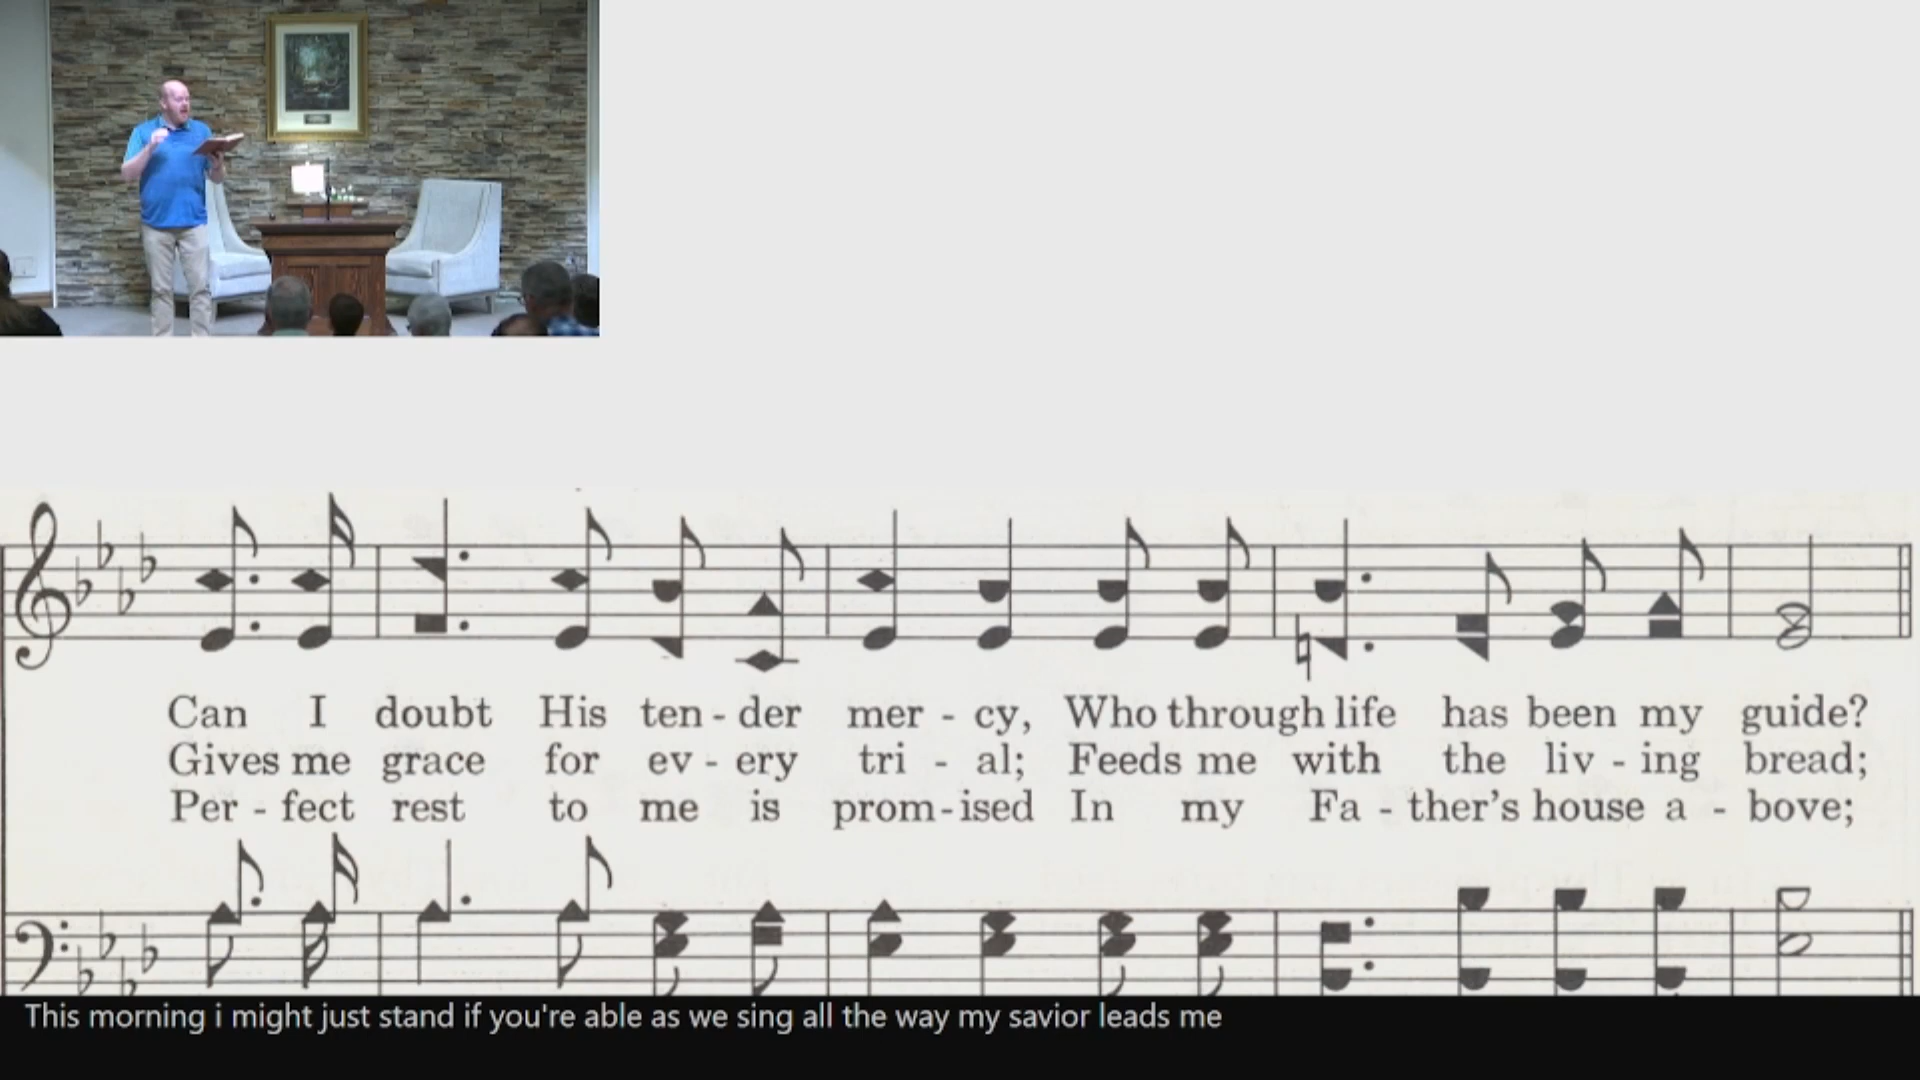 Can I doubt His ten - der mer - cy, Who through life has been my guide?
Gives me grace for ev - ery tri - al; Feeds me with the liv - ing bread;
Per - fect rest to me is prom - ised In my Fa - ther's house a - bove;
This morning i might just stand if you're able as we sing all the way my savior leads me